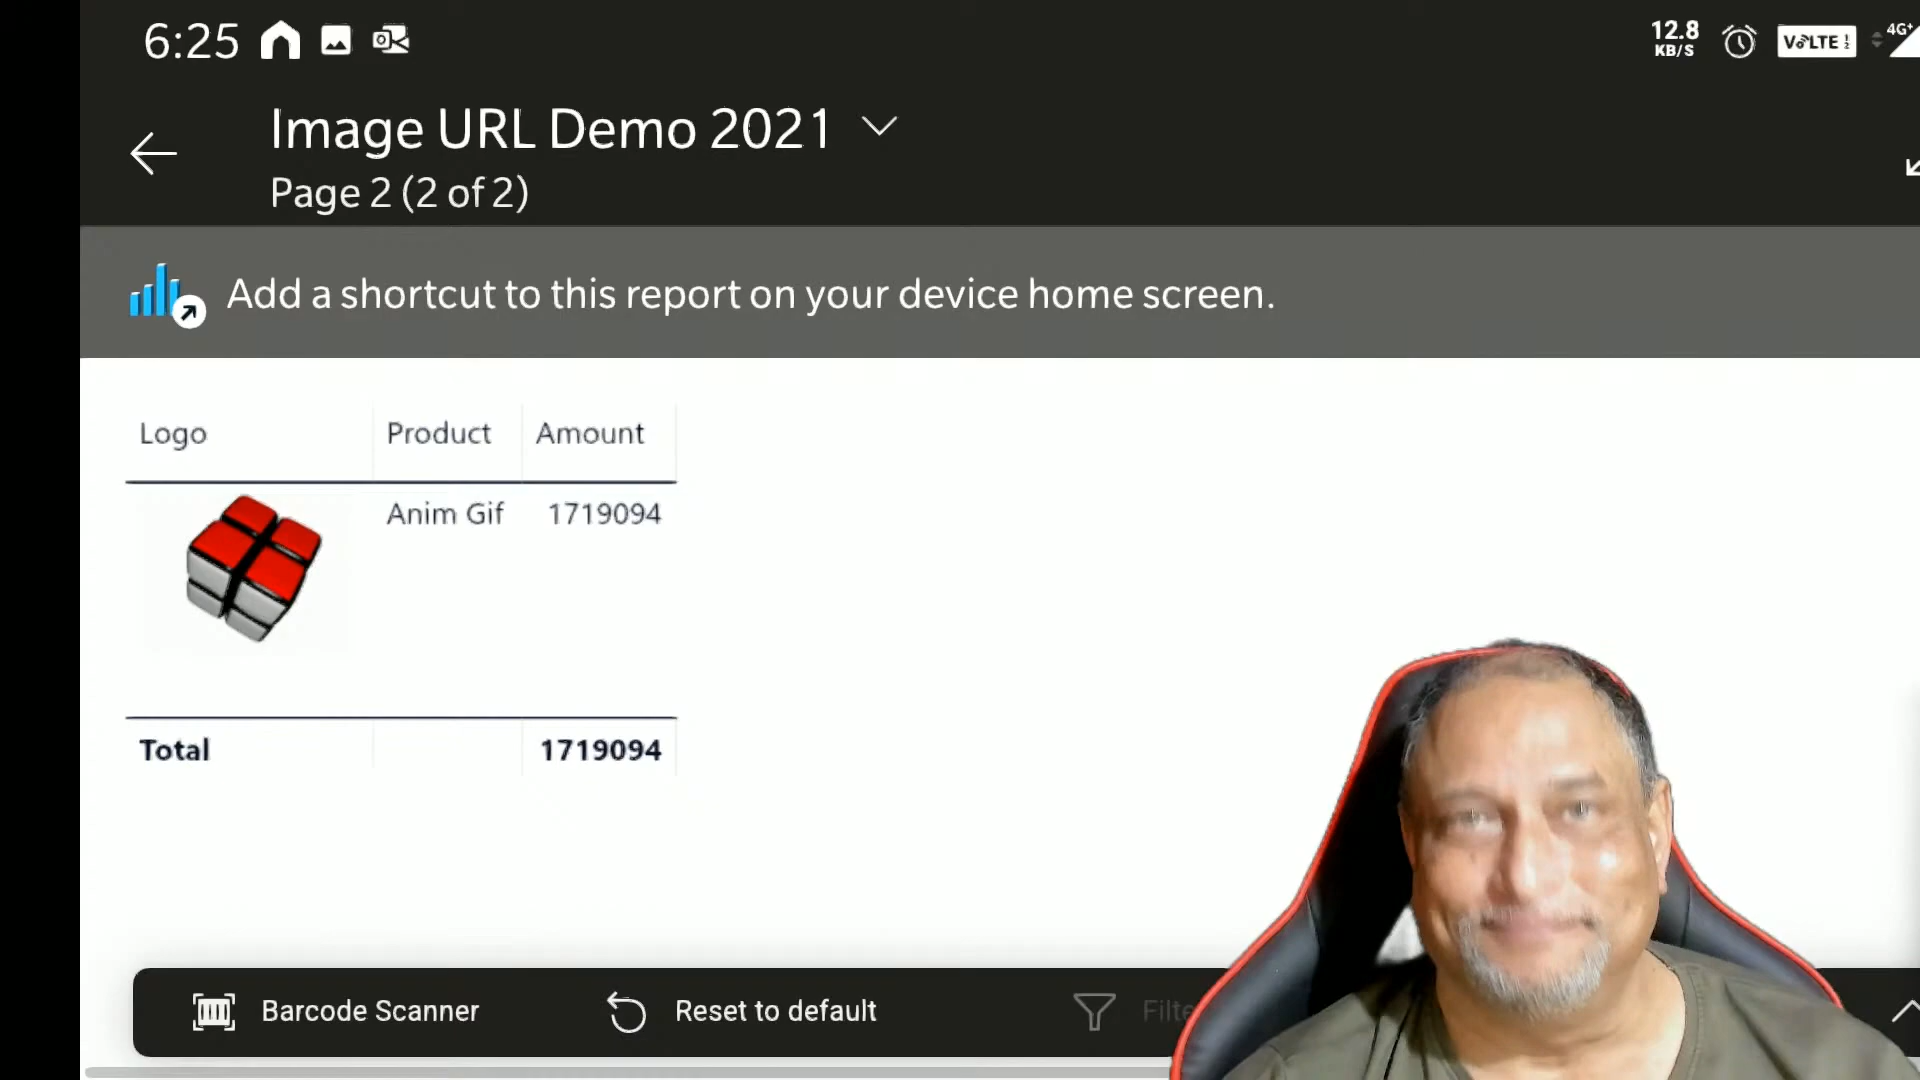 6:25
12.8
KB/S
VoLTE
4G+
Image URL Demo 2021
Page 2 (2 of 2)
Add a shortcut to this report on your device home screen.
Logo Product Amount
Anim Gif 1719094
Total 1719094
Barcode Scanner Reset to default